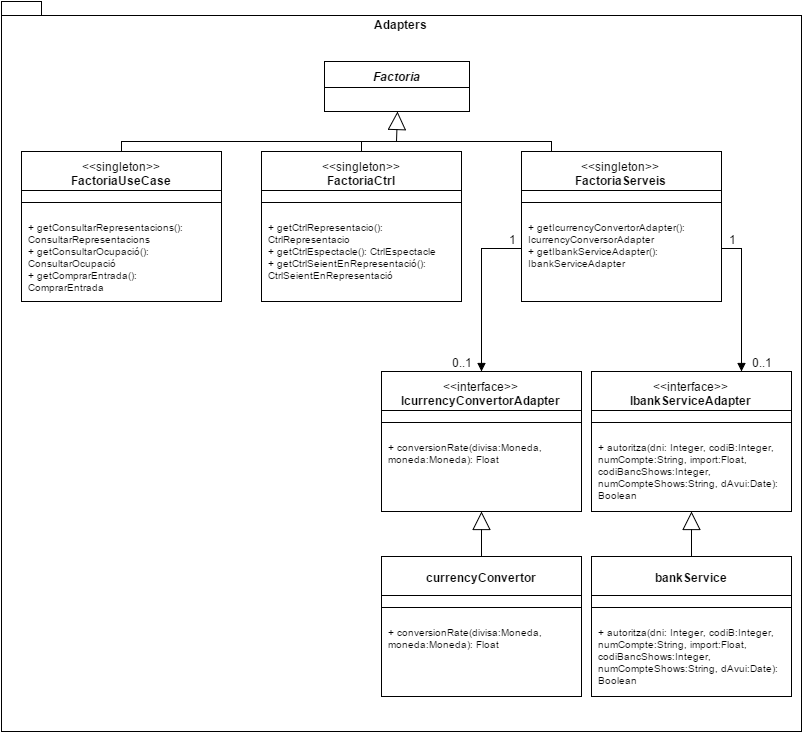 Adapters
Factoria
<<singleton>>
FactoriaUseCase
+ getConsultarRepresentacions():
ConsultarRepresentacions
+ getConsultarOcupació():
ConsultarOcupació
+ getComprarEntrada():
ComprarEntrada
<<singleton>>
FactoriaCtrl
+ getCtrlRepresentacio():
CtrlRepresentacio
+ getCtrlEspectacle(): CtrlEspectacle
+ getCtrlSeientEnRepresentació():
CtrlSeientEnRepresentació
<<singleton>>
FactoriaServeis
+ getIcurrencyConvertorAdapter():
IcurrencyConversorAdapter
+ getIbankServiceAdapter():
IbankServiceAdapter
1
1
0..1
0..1
<<interface>>
IcurrencyConvertorAdapter
+ conversionRate(divisa:Moneda,
moneda:Moneda): Float
<<interface>>
IbankServiceAdapter
+ autoritza(dni: Integer, codiB:Integer,
numCompte:String, import:Float,
codiBancShows:Integer,
numCompteShows:String, dAvui:Date):
Boolean
currencyConvertor
+ conversionRate(divisa:Moneda,
moneda:Moneda): Float
bankService
+ autoritza(dni: Integer, codiB:Integer,
numCompte:String, import:Float,
codiBancShows:Integer,
numCompteShows:String, dAvui:Date):
Boolean